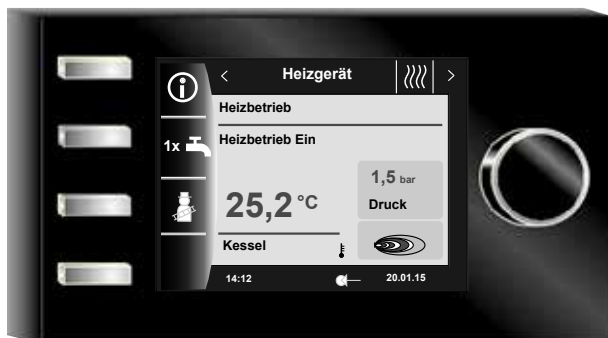 < Heizgerät >
Heizbetrieb
1x Heizbetrieb Ein
1,5 bar
25,2 °C
Druck
Kessel
14:12 20.01.15